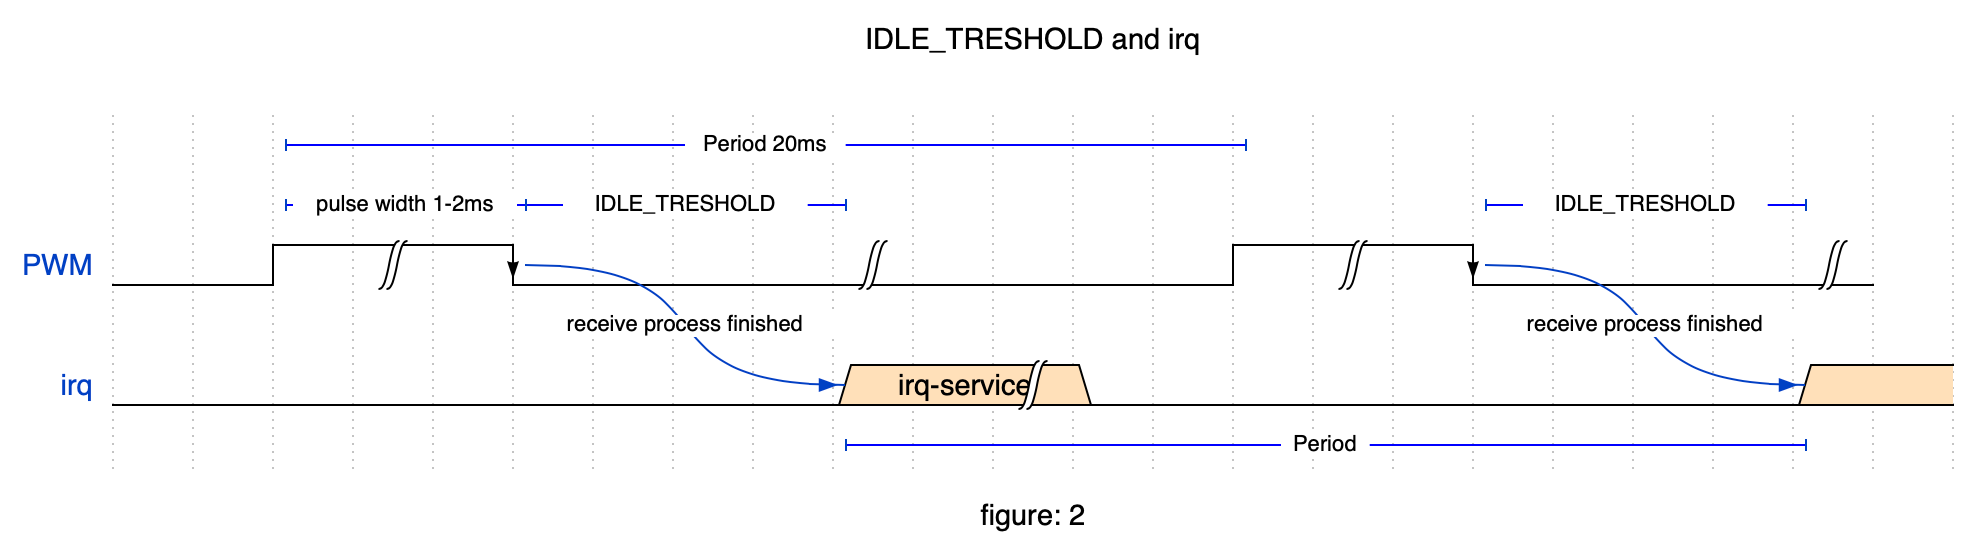 IDLE_TRESHOLD and irq
Period 20ms
pulse width 1-2ms IDLE_TRESHOLD IDLE_TRESHOLD
PWM
receive process finished receive process finished
irq irq-service
Period
figure: 2